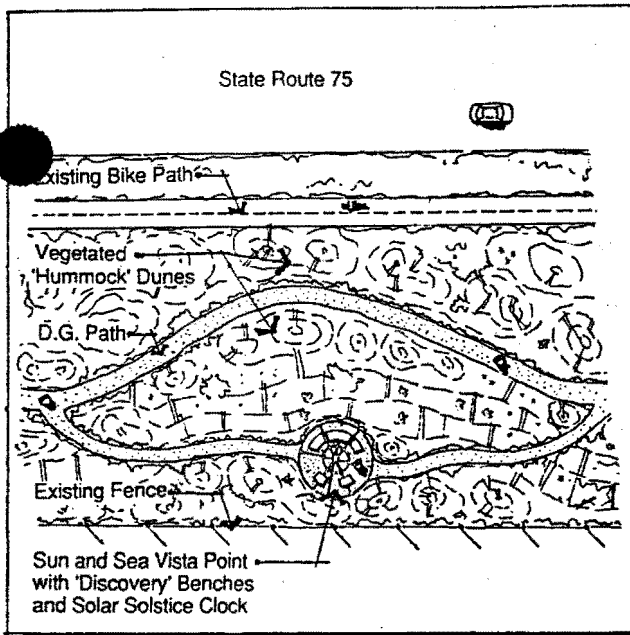 State Route 75
Existing Bike Path
Vegetated
'Hummock' Dunes
D.G. Path
Existing Fence
Sun and Sea Vista Point
with 'Discovery' Benches
and Solar Solstice Clock